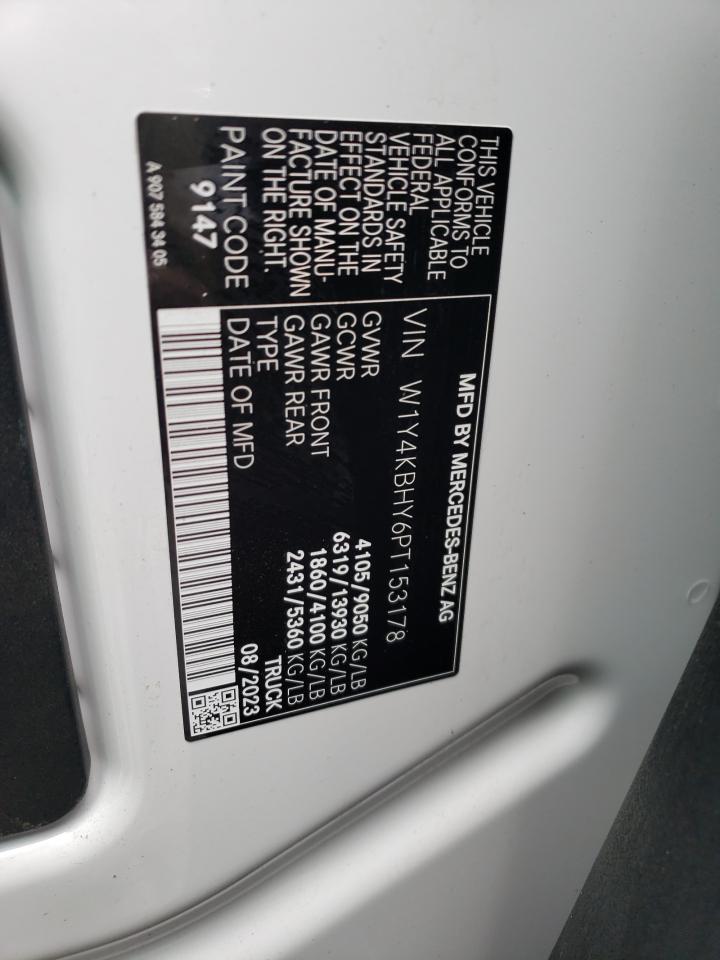 MFD BY MERCEDES-BENZ AG
THIS VEHICLE
CONFORMS TO
ALL APPLICABLE
FEDERAL
VEHICLE SAFETY
STANDARDS IN
EFFECT ON THE
DATE OF MANU-
FACTURE SHOWN
ON THE RIGHT.
PAINT CODE
9147
A 907 584 34 05
VIN W1Y4KBHY6PT153178
GVWR 4105/9050 KG/LB
GCWR 6319/13930 KG/LB
GAWR FRONT 1860/4100 KG/LB
GAWR REAR 2431/5360 KG/LB
TYPE TRUCK
DATE OF MFD 08/2023